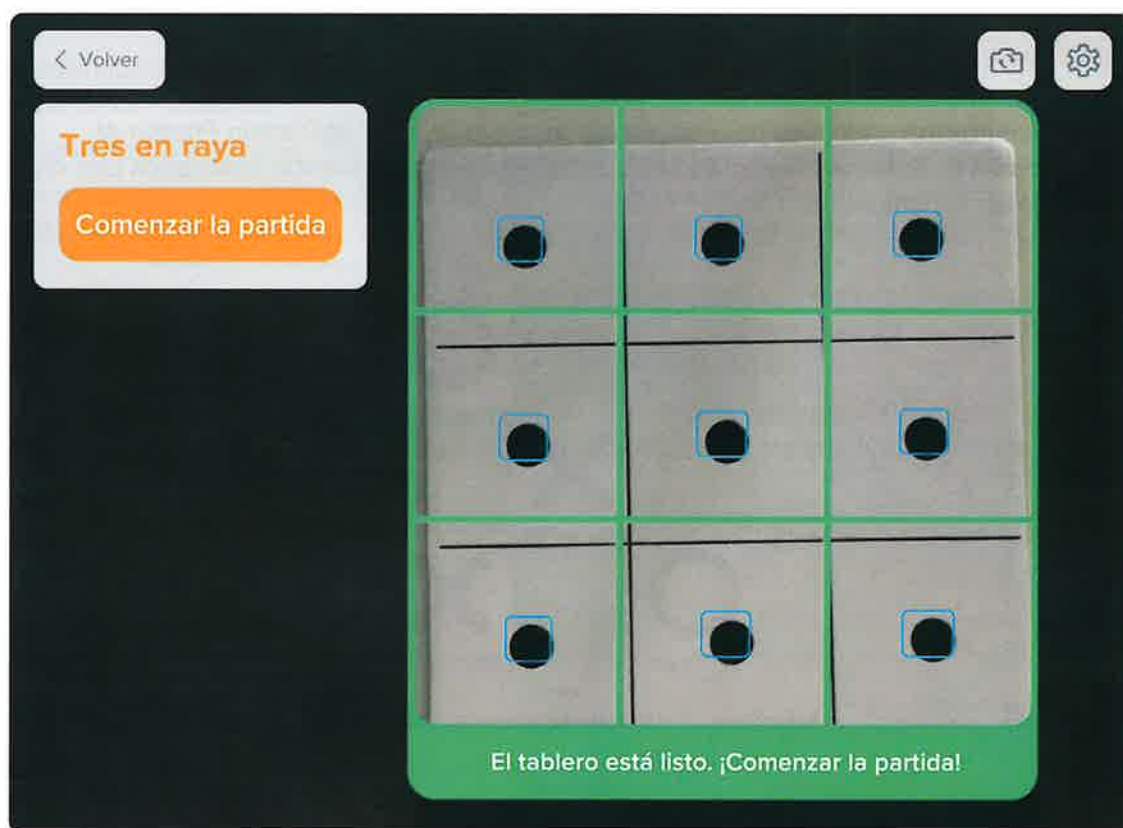 Volver
Tres en raya
Comenzar la partida
El tablero está listo. ¡Comenzar la partida!